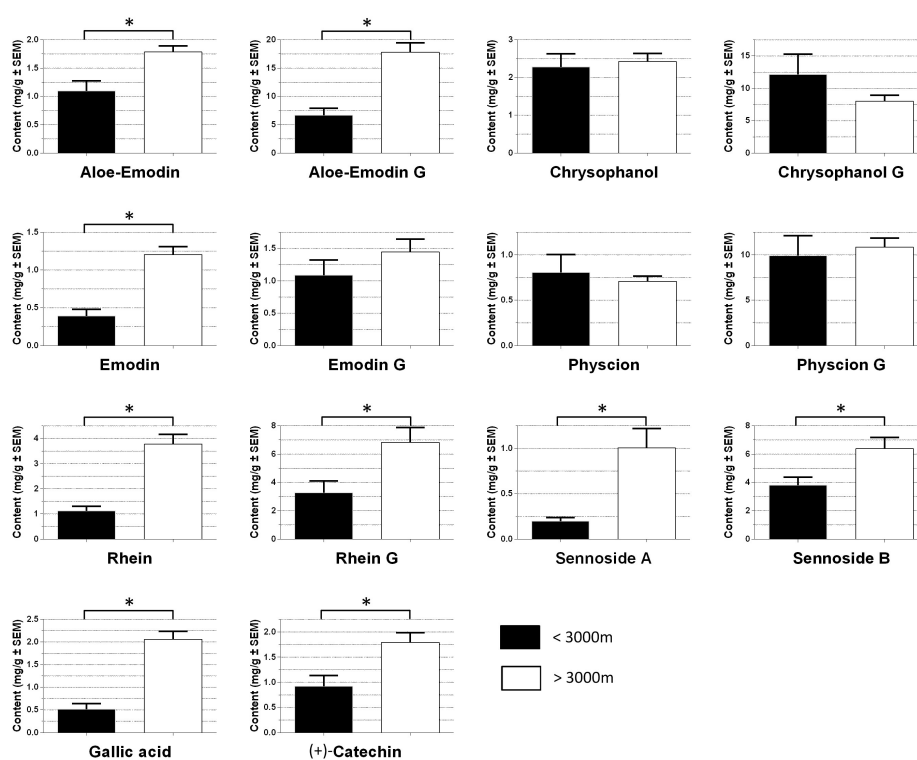 * *
Content (mg/g ± SEM) 2.0 1.5 1.0 0.5 0.0 Aloe-Emodin
Content (mg/g ± SEM) 20 15 10 5 0 Aloe-Emodin G
Content (mg/g ± SEM) 3 2 1 0 Chrysophanol
Content (mg/g ± SEM) 15 10 5 0 Chrysophanol G
*
Content (mg/g ± SEM) 1.5 1.0 0.5 0.0 Emodin
Content (mg/g ± SEM) 1.5 1.0 0.5 0.0 Emodin G
Content (mg/g ± SEM) 1.0 0.5 0.0 Physcion
Content (mg/g ± SEM) 10 5 0 Physcion G
* * * *
Content (mg/g ± SEM) 4 3 2 1 0 Rhein
Content (mg/g ± SEM) 8 6 4 2 0 Rhein G
Content (mg/g ± SEM) 1.0 0.5 0.0 Sennoside A
Content (mg/g ± SEM) 8 6 4 2 0 Sennoside B
* *
Content (mg/g ± SEM) 2.5 2.0 1.5 1.0 0.5 0.0 Gallic acid
Content (mg/g ± SEM) 2.0 1.5 1.0 0.5 0.0 (+)-Catechin
< 3000m
> 3000m